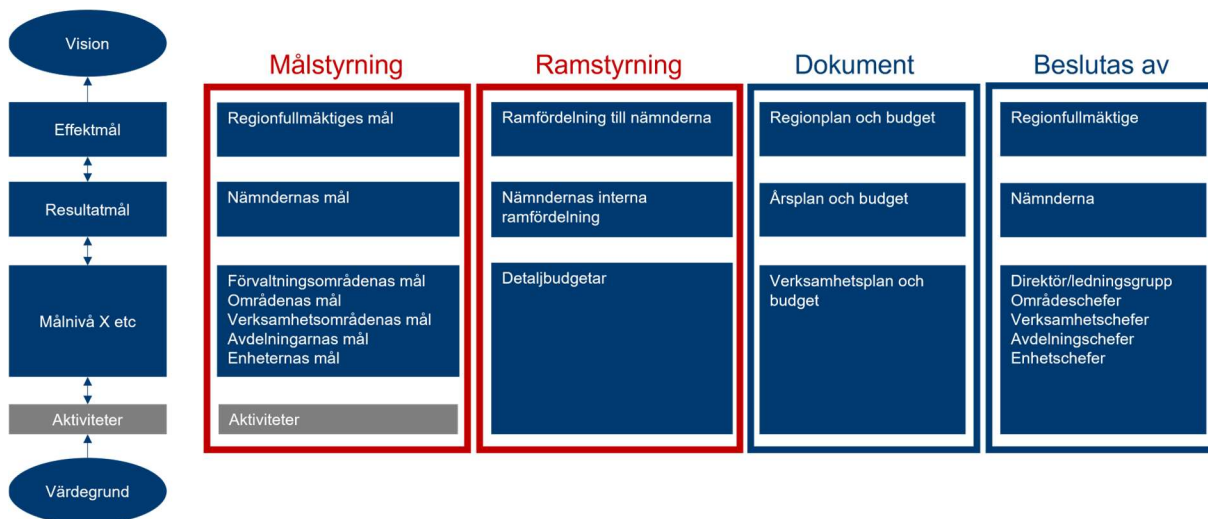 Vision
Effektmål
Resultatmål
Målnivå X etc
Aktiviteter
Värdegrund
Målstyrning
Regionfullmäktiges mål
Nämndernas mål
Förvaltningsområdenas mål
Områdenas mål
Verksamhetsområdenas mål
Avdelningarnas mål
Enheternas mål
Aktiviteter
Ramstyrning
Ramfördelning till nämnderna
Nämndernas interna
ramfördelning
Detaljbudgetar
Dokument
Regionplan och budget
Årsplan och budget
Verksamhetsplan och
budget
Beslutas av
Regionfullmäktige
Nämnderna
Direktör/ledningsgrupp
Områdeschefer
Verksamhetschefer
Avdelningschefer
Enhetschefer